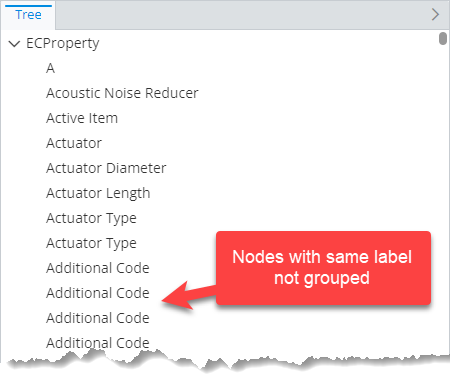 Tree
ECProperty
A
Acoustic Noise Reducer
Active Item
Actuator
Actuator Diameter
Actuator Length
Actuator Type
Actuator Type
Additional Code
Additional Code
Additional Code
Additional Code
Nodes with same label
not grouped